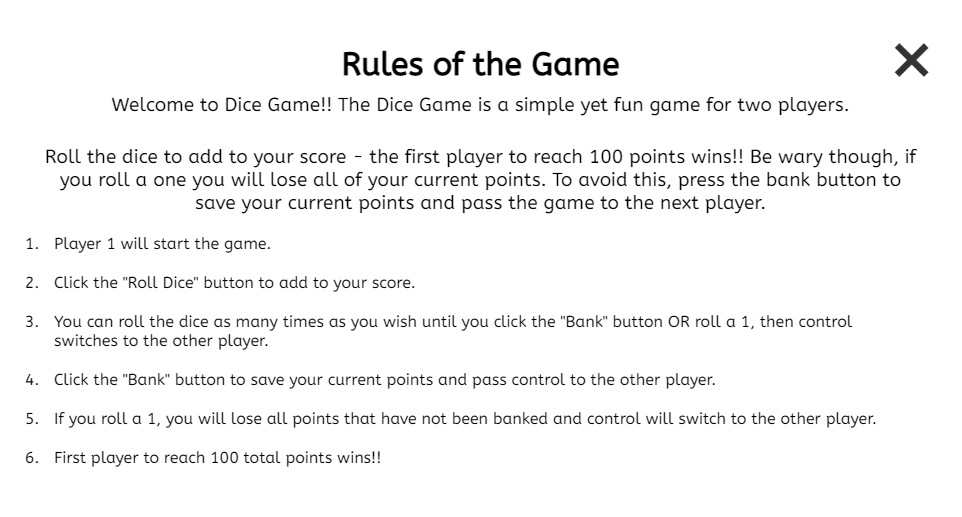 Rules of the Game
Welcome to Dice Game!! The Dice Game is a simple yet fun game for two players.
Roll the dice to add to your score - the first player to reach 100 points wins!! Be wary though, if
you roll a one you will lose all of your current points. To avoid this, press the bank button to
save your current points and pass the game to the next player.
1. Player 1 will start the game.
2. Click the "Roll Dice" button to add to your score.
3. You can roll the dice as many times as you wish until you click the "Bank" button OR roll a 1, then control
switches to the other player.
4. Click the "Bank" button to save your current points and pass control to the other player.
5. If you roll a 1, you will lose all points that have not been banked and control will switch to the other player.
6. First player to reach 100 total points wins!!